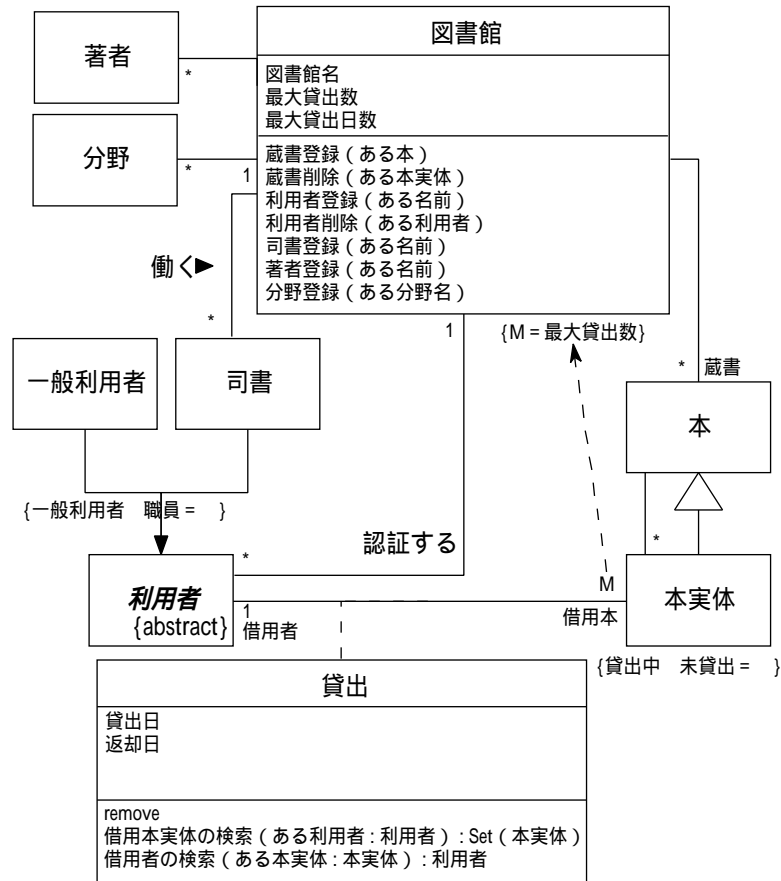 図書館
著者
*
図書館名
最大貸出数
最大貸出日数
分野
*
1
蔵書登録(ある本)
蔵書削除(ある本実体)
利用者登録(ある名前)
利用者削除(ある利用者)
司書登録(ある名前)
著者登録(ある名前)
分野登録(ある分野名)
働く▶
*
1
{M=最大貸出数}
* 蔵書
一般利用者
司書
本
{一般利用者 職員= }
認証する
*
*
利用者
{abstract}
1
借用者
M
借用本
本実体
{貸出中 未貸出= }
貸出
貸出日
返却日
remove
借用本実体の検索(ある利用者:利用者):Set(本実体)
借用者の検索(ある本実体:本実体):利用者